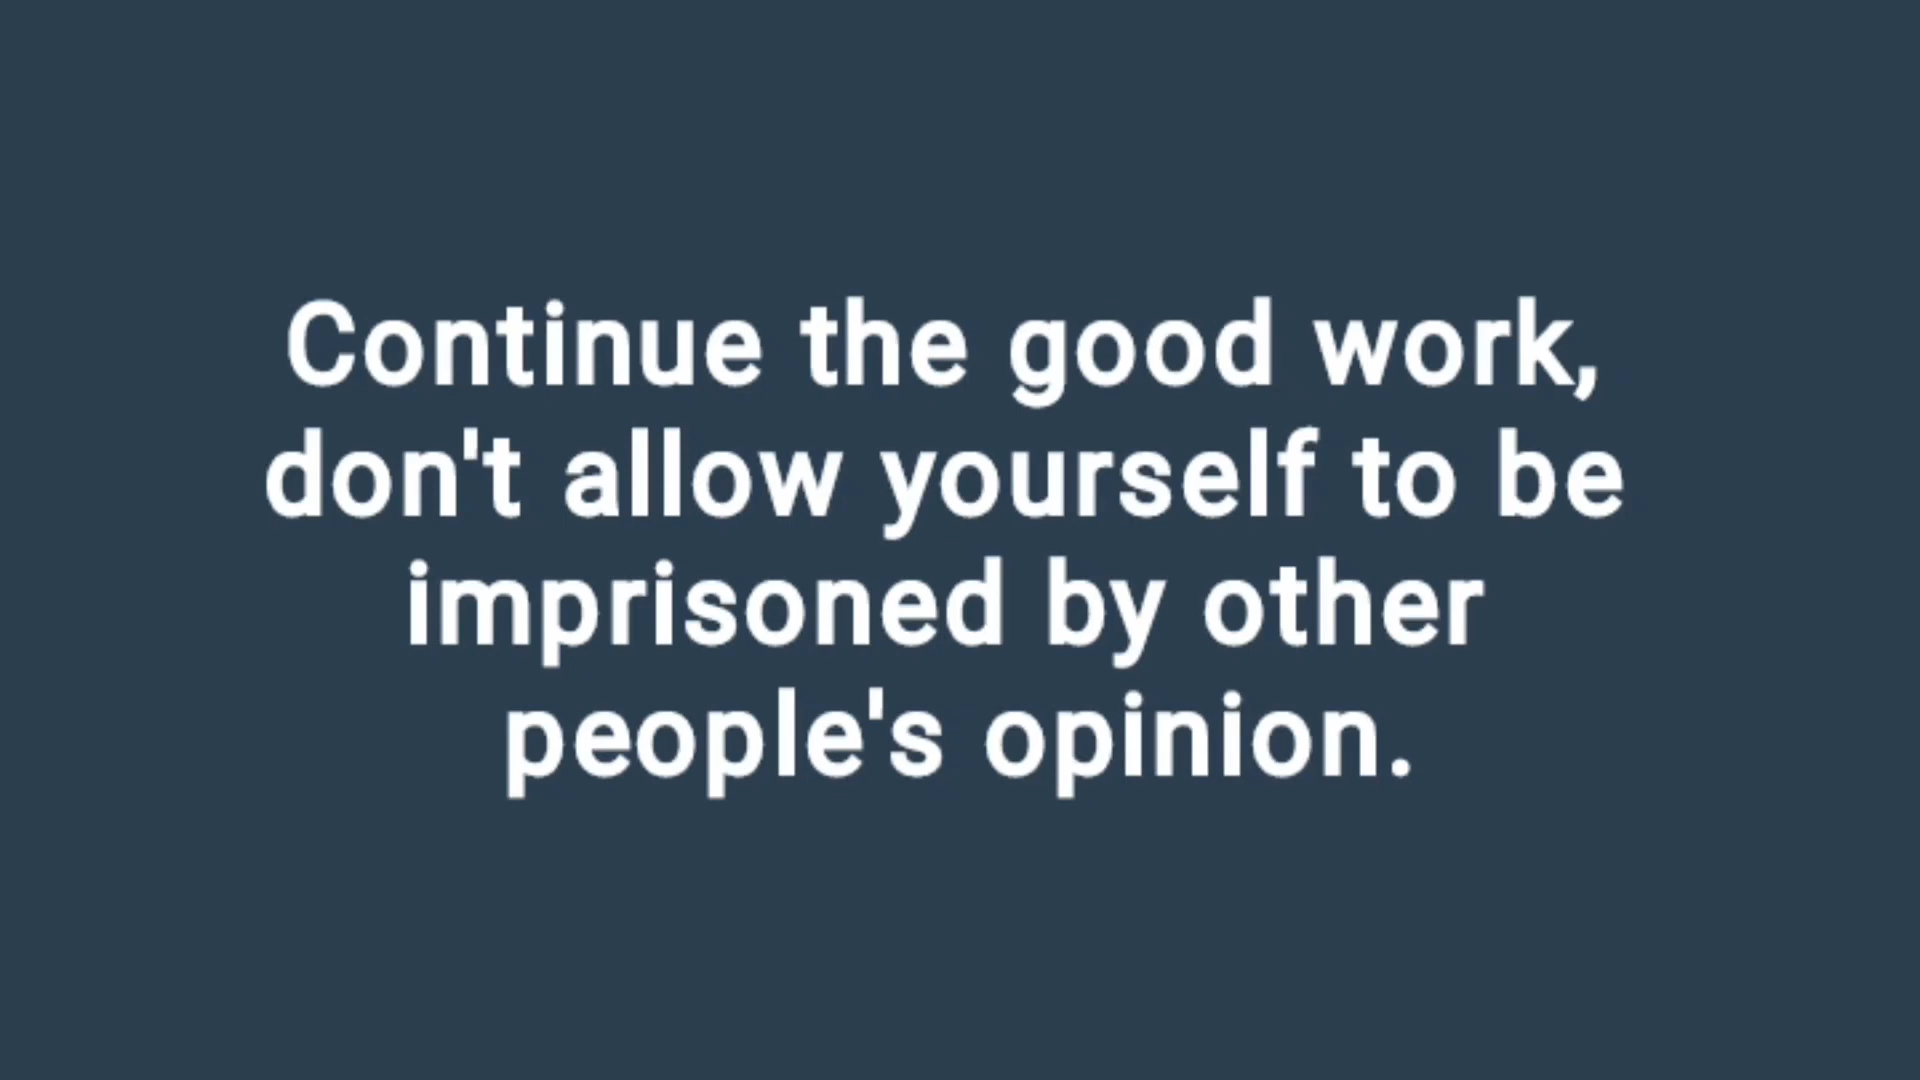 Continue the good work,
don't allow yourself to be
imprisoned by other
people's opinion.